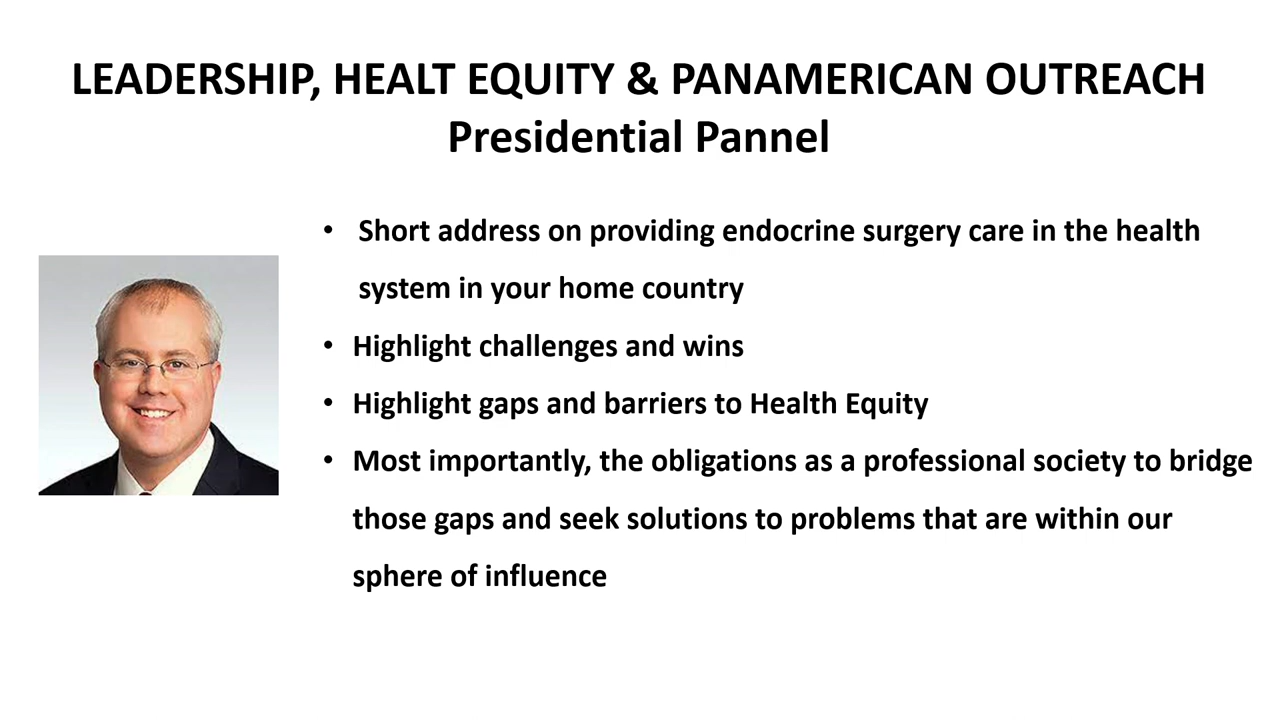 LEADERSHIP, HEALT EQUITY & PANAMERICAN OUTREACH
Presidential Pannel
• Short address on providing endocrine surgery care in the health
system in your home country
• Highlight challenges and wins
• Highlight gaps and barriers to Health Equity
• Most importantly, the obligations as a professional society to bridge
those gaps and seek solutions to problems that are within our
sphere of influence